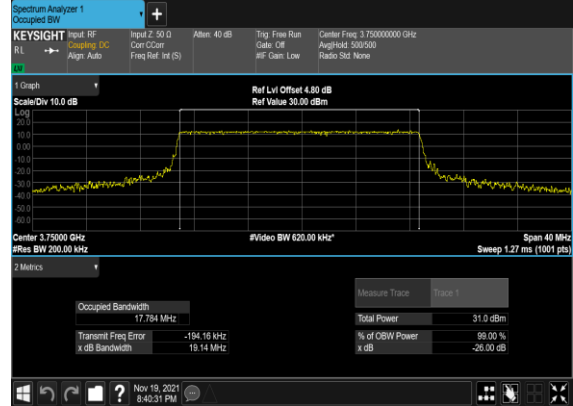 Spectrum Analyzer 1
Occupied BW
KEYSIGHT Input: RF Input Z: 50 Ω Atten: 40 dB Trig: Free Run Center Freq: 3.750000000 GHz
RL Coupling: DC Corr CCorr Gate: Off Avg|Hold: 500/500
Align: Auto Freq Ref: Int (S) #IF Gain: Low Radio Std: None
1 Graph
Ref Lvl Offset 4.80 dB
Scale/Div 10.0 dB Ref Value 30.00 dBm
Log
20.0
10.0
0.00
-10.0
-20.0
-30.0
-40.0
-50.0
-60.0
Center 3.75000 GHz #Video BW 620.00 kHz* Span 40 MHz
#Res BW 200.00 kHz Sweep 1.27 ms (1001 pts)
2 Metrics
Measure Trace Trace 1
Occupied Bandwidth
17.784 MHz Total Power 31.0 dBm
Transmit Freq Error -194.16 kHz % of OBW Power 99.00 %
x dB Bandwidth 19.14 MHz x dB -26.00 dB
? Nov 19, 2021
8:40:31 PM